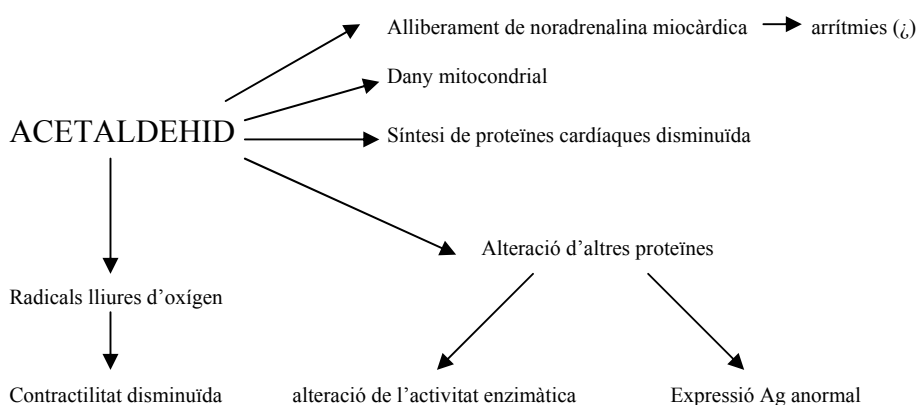 Alliberament de noradrenalina miocàrdica arrítmies (¿)
Dany mitocondrial
ACETALDEHID
Síntesi de proteïnes cardíaques disminuïda
Alteració d’altres proteïnes
Radicals lliures d’oxígen
Contractilitat disminuïda alteració de l’activitat enzimàtica Expressió Ag anormal